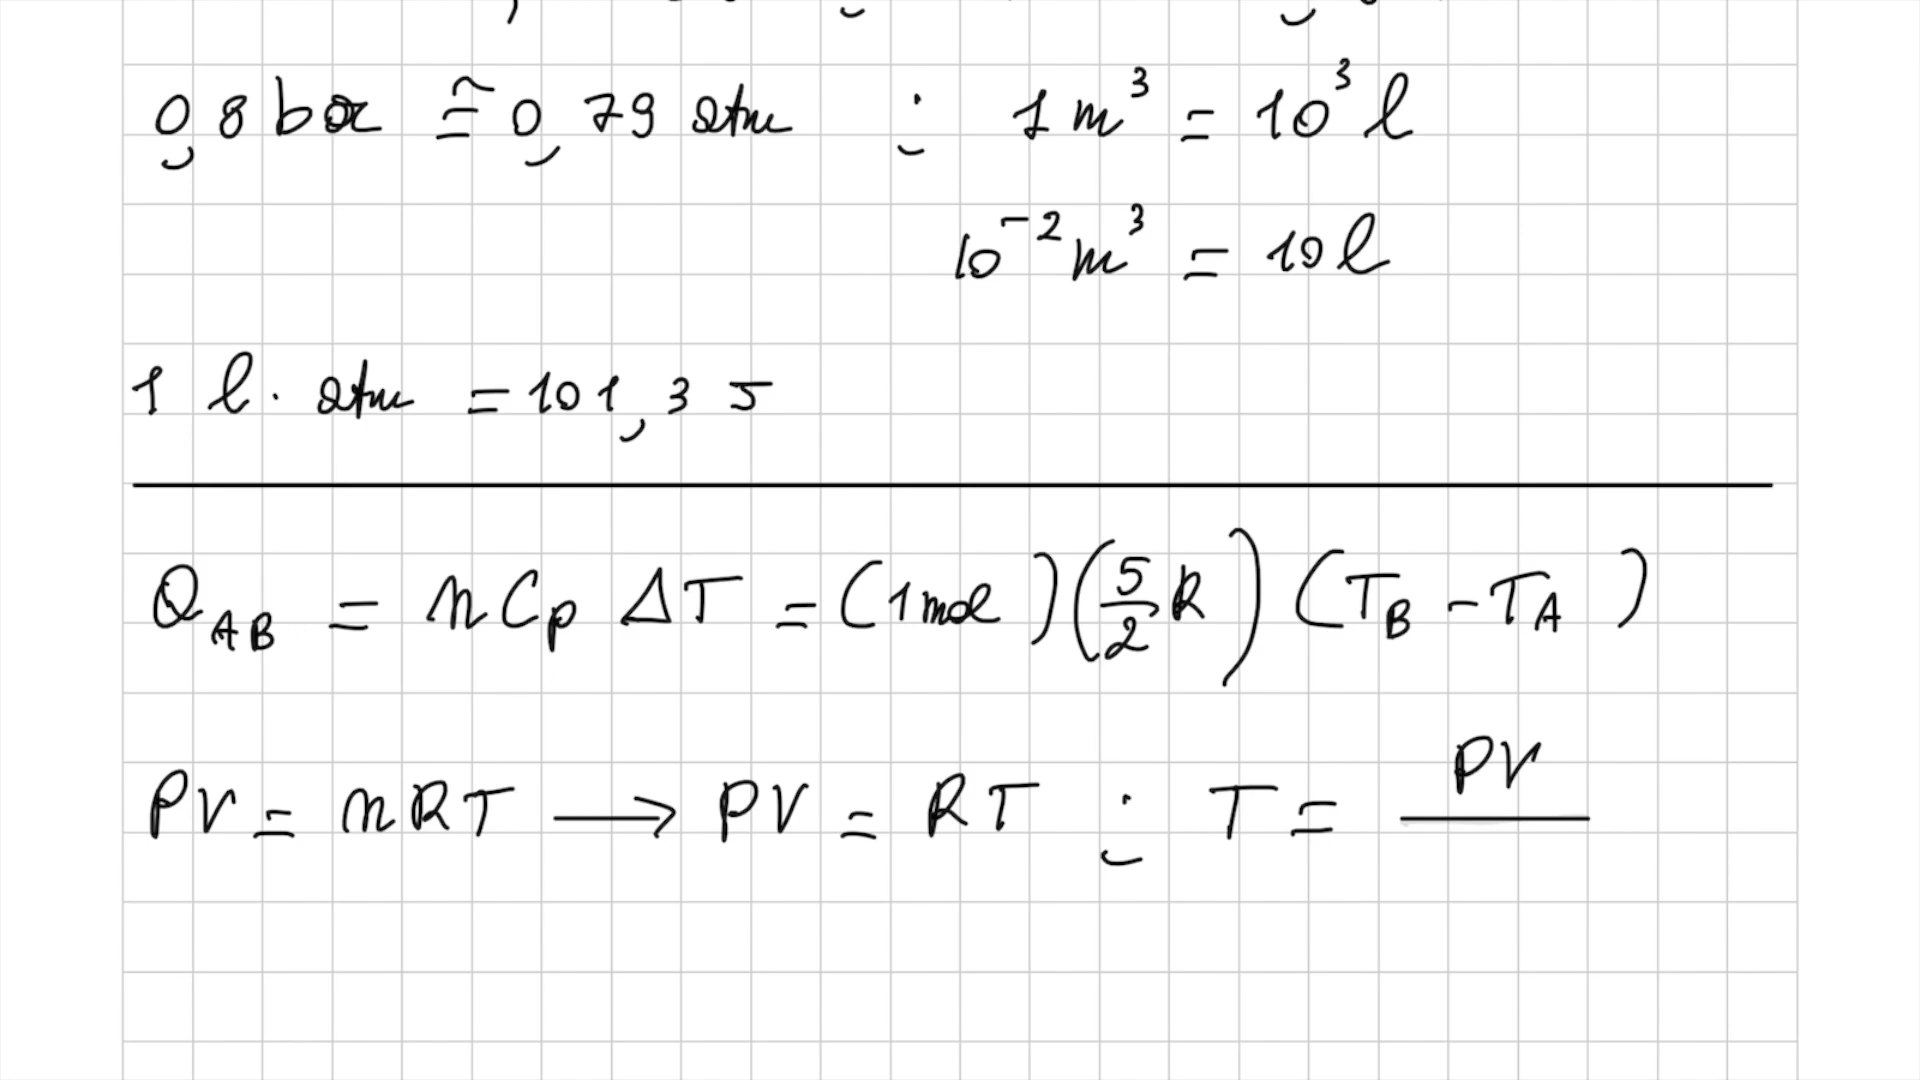 0,8 bar ≅ 0,79 atm ; 1 m³ = 10³ l
10⁻² m³ = 10 l
1 l. atm = 101,3 J
Q_AB = n C_p ΔT = (1 mol) (5/2 R) (T_B - T_A)
PV = nRT → PV = RT ; T = PV/